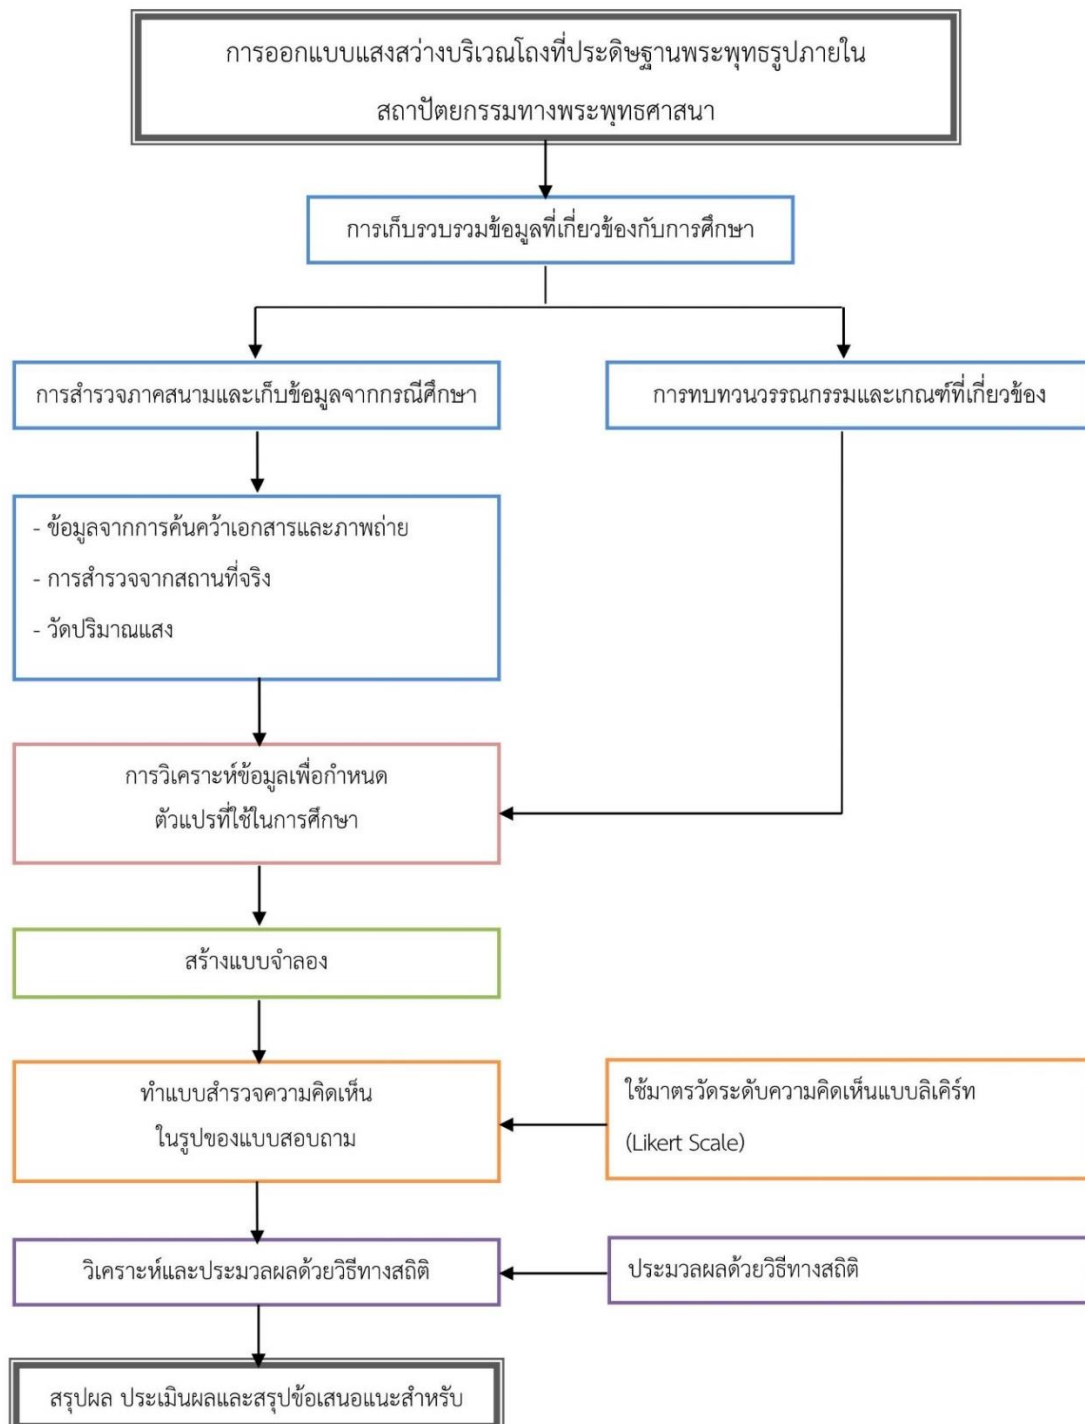 การออกแบบแสงสว่างบริเวณโถงที่ประดิษฐานพระพุทธรูปภายใน
สถาปัตยกรรมทางพระพุทธศาสนา
การเก็บรวบรวมข้อมูลที่เกี่ยวข้องกับการศึกษา
การสำรวจภาคสนามและเก็บข้อมูลจากกรณีศึกษา
การทบทวนวรรณกรรมและเกณฑ์ที่เกี่ยวข้อง
- ข้อมูลจากการค้นคว้าเอกสารและภาพถ่าย
- การสำรวจจากสถานที่จริง
- วัดปริมาณแสง
การวิเคราะห์ข้อมูลเพื่อกำหนด
ตัวแปรที่ใช้ในการศึกษา
สร้างแบบจำลอง
ทำแบบสำรวจความคิดเห็น
ในรูปของแบบสอบถาม
ใช้มาตรวัดระดับความคิดเห็นแบบลิเคิร์ท
(Likert Scale)
วิเคราะห์และประมวลผลด้วยวิธีทางสถิติ
ประมวลผลด้วยวิธีทางสถิติ
สรุปผล ประเมินผลและสรุปข้อเสนอแนะสำหรับ